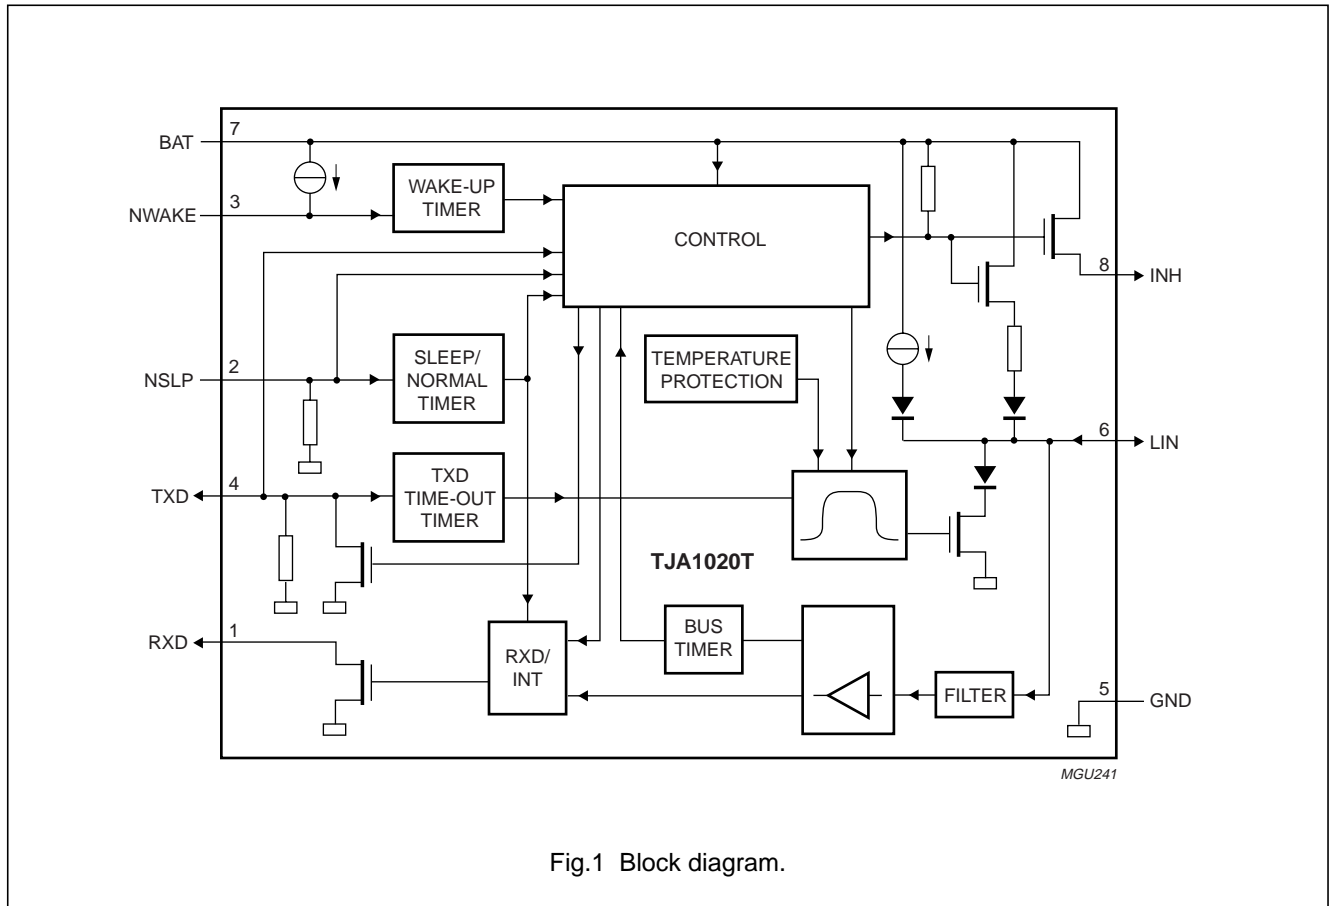 7
BAT
3
NWAKE
WAKE-UP
TIMER
CONTROL
8
INH
2
NSLP
SLEEP/
NORMAL
TIMER
TEMPERATURE
PROTECTION
6
LIN
4
TXD
TXD
TIME-OUT
TIMER
TJA1020T
1
RXD
RXD/
INT
BUS
TIMER
FILTER
5
GND
MGU241
Fig.1 Block diagram.